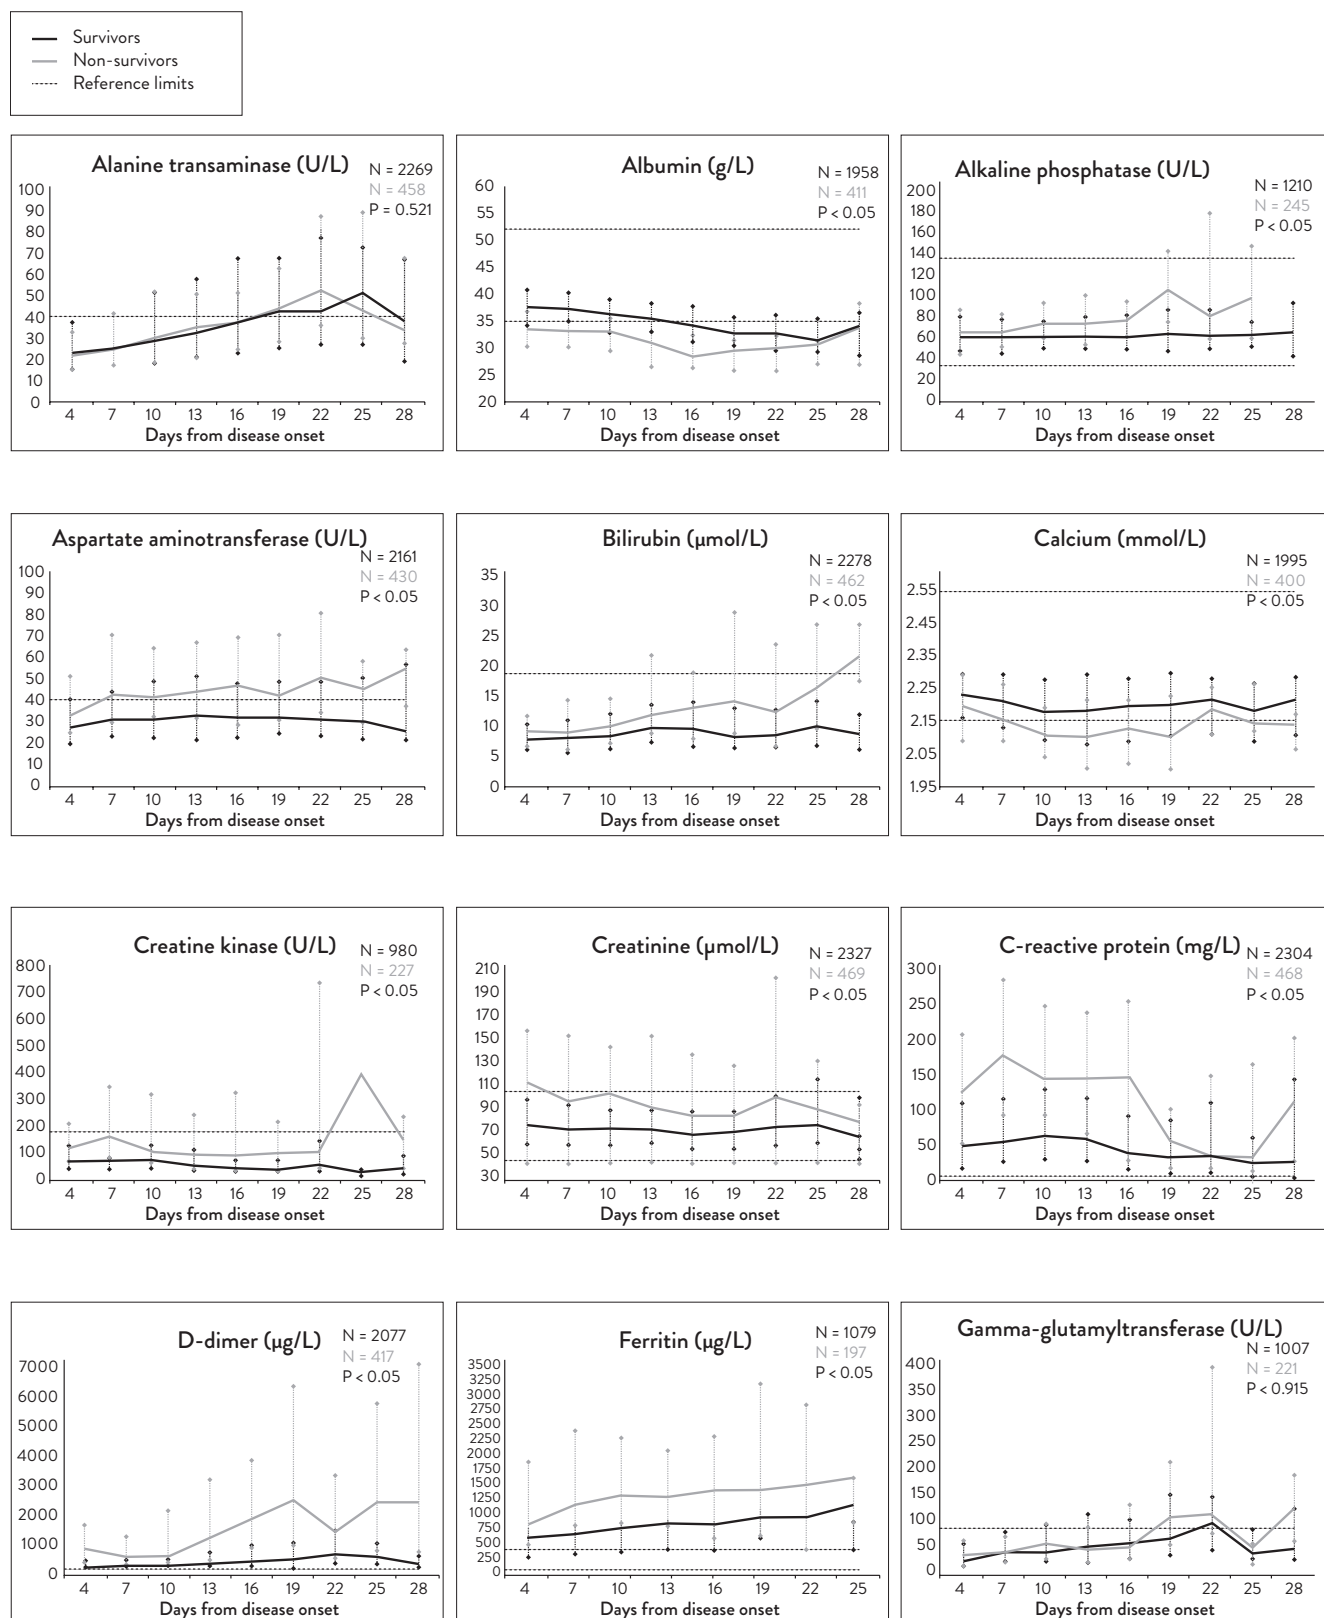 Survivors
Non-survivors
Reference limits
Alanine transaminase (U/L)
N = 2269
N = 458
P = 0.521
100
90
80
70
60
50
40
30
20
10
0
4 7 10 13 16 19 22 25 28
Days from disease onset
Albumin (g/L)
N = 1958
N = 411
P < 0.05
60
55
50
45
40
35
30
25
20
4 7 10 13 16 19 22 25 28
Days from disease onset
Alkaline phosphatase (U/L)
N = 1210
N = 245
P < 0.05
200
180
160
140
120
100
80
60
40
20
0
4 7 10 13 16 19 22 25 28
Days from disease onset
Aspartate aminotransferase (U/L)
N = 2161
N = 430
P < 0.05
100
90
80
70
60
50
40
30
20
10
0
4 7 10 13 16 19 22 25 28
Days from disease onset
Bilirubin (µmol/L)
N = 2278
N = 462
P < 0.05
35
30
25
20
15
10
5
0
4 7 10 13 16 19 22 25 28
Days from disease onset
Calcium (mmol/L)
N = 1995
N = 400
P < 0.05
2.55
2.45
2.35
2.25
2.15
2.05
1.95
4 7 10 13 16 19 22 25 28
Days from disease onset
Creatine kinase (U/L)
N = 980
N = 227
P < 0.05
800
700
600
500
400
300
200
100
0
4 7 10 13 16 19 22 25 28
Days from disease onset
Creatinine (µmol/L)
N = 2327
N = 469
P < 0.05
210
190
170
150
130
110
90
70
50
30
4 7 10 13 16 19 22 25 28
Days from disease onset
C-reactive protein (mg/L)
N = 2304
N = 468
P < 0.05
300
250
200
150
100
50
0
4 7 10 13 16 19 22 25 28
Days from disease onset
D-dimer (µg/L)
N = 2077
N = 417
P < 0.05
7000
6000
5000
4000
3000
2000
1000
0
4 7 10 13 16 19 22 25 28
Days from disease onset
Ferritin (µg/L)
N = 1079
N = 197
P < 0.05
3500
3250
3000
2750
2500
2250
2000
1750
1500
1250
1000
750
500
250
0
4 7 10 13 16 19 22 25
Days from disease onset
Gamma-glutamyltransferase (U/L)
N = 1007
N = 221
P < 0.915
400
350
300
250
200
150
100
50
0
4 7 10 13 16 19 22 25 28
Days from disease onset